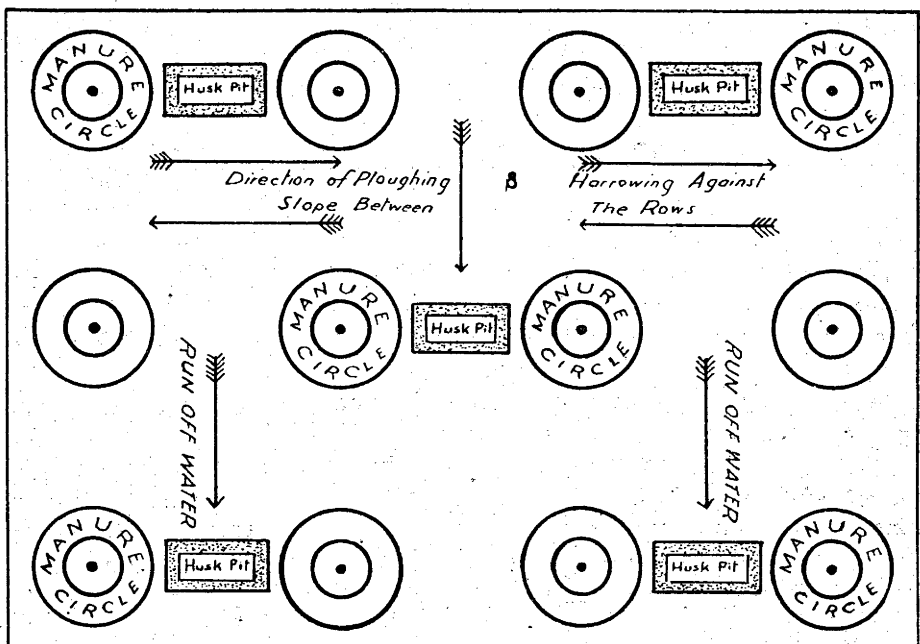 MANURE CIRCLE
Husk Pit
Husk Pit
MANURE CIRCLE
Direction of Ploughing & Harrowing Against
Slope Between The Rows
MANURE CIRCLE
Husk Pit
MANURE CIRCLE
RUN OFF WATER
RUN OFF WATER
MANURE CIRCLE
Husk Pit
Husk Pit
MANURE CIRCLE